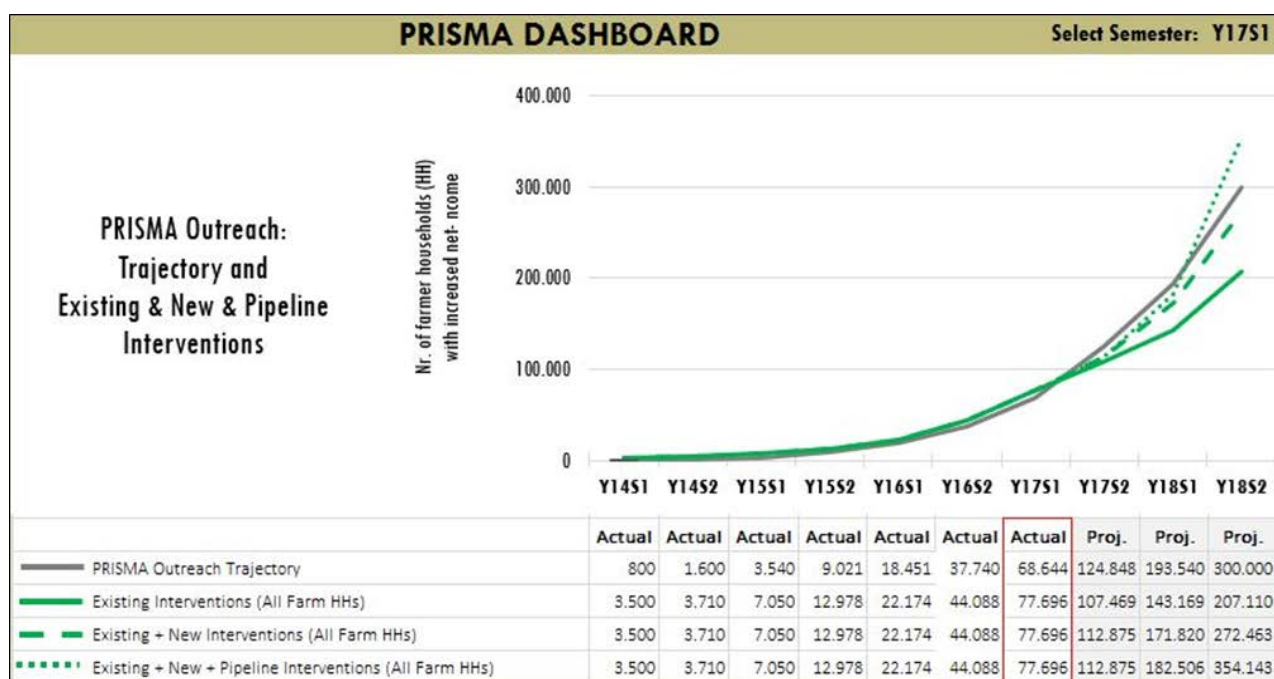 PRISMA DASHBOARD
Select Semester: Y17S1
PRISMA Outreach:
Trajectory and
Existing & New & Pipeline
Interventions
Nr. of farmer households (HH)
with increased net- ncome
400.000
300.000
200.000
100.000
0
Y14S1 Y14S2 Y15S1 Y15S2 Y16S1 Y16S2 Y17S1 Y17S2 Y18S1 Y18S2
Actual Actual Actual Actual Actual Actual Actual Proj. Proj. Proj.
PRISMA Outreach Trajectory 800 1.600 3.540 9.021 18.451 37.740 68.644 124.848 193.540 300.000
Existing Interventions (All Farm HHs) 3.500 3.710 7.050 12.978 22.174 44.088 77.696 107.469 143.169 207.110
Existing + New Interventions (All Farm HHs) 3.500 3.710 7.050 12.978 22.174 44.088 77.696 112.875 171.820 272.463
Existing + New + Pipeline Interventions (All Farm HHs) 3.500 3.710 7.050 12.978 22.174 44.088 77.696 112.875 182.506 354.143